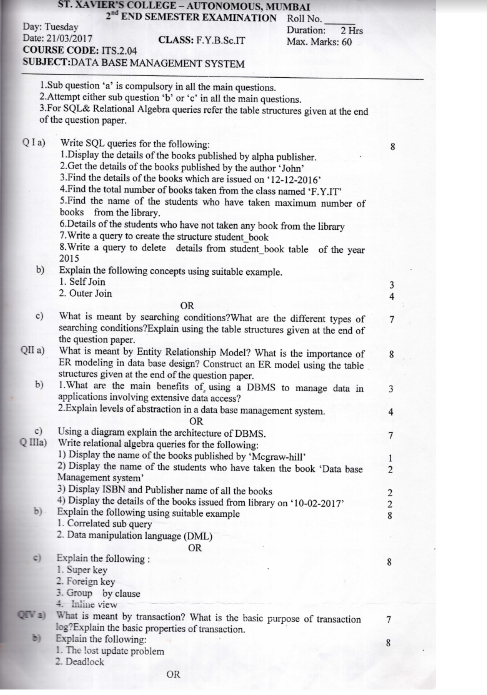 ST. XAVIER'S COLLEGE – AUTONOMOUS, MUMBAI
2nd END SEMESTER EXAMINATION Roll No.
Day: Tuesday Duration: 2 Hrs
Date: 21/03/2017 CLASS: F.Y.B.Sc.IT Max. Marks: 60
COURSE CODE: ITS.2.04
SUBJECT:DATA BASE MANAGEMENT SYSTEM
1.Sub question 'a' is compulsory in all the main questions.
2.Attempt either sub question 'b' or 'c' in all the main questions.
3.For SQL& Relational Algebra queries refer the table structures given at the end
of the question paper.
Q I a) Write SQL queries for the following: 8
1.Display the details of the books published by alpha publisher.
2.Get the details of the books published by the author 'John'
3.Find the details of the books which are issued on '12-12-2016'
4.Find the total number of books taken from the class named 'F.Y.IT'
5.Find the name of the students who have taken maximum number of
books from the library.
6.Details of the students who have not taken any book from the library
7.Write a query to create the structure student_book
8.Write a query to delete details from student_book table of the year
2015
b) Explain the following concepts using suitable example.
1. Self Join 3
2. Outer Join 4
OR
c) What is meant by searching conditions?What are the different types of 7
searching conditions?Explain using the table structures given at the end of
the question paper.
QII a) What is meant by Entity Relationship Model? What is the importance of 8
ER modeling in data base design? Construct an ER model using the table
structures given at the end of the question paper.
b) 1.What are the main benefits of using a DBMS to manage data in 3
applications involving extensive data access?
2.Explain levels of abstraction in a data base management system. 4
OR
c) Using a diagram explain the architecture of DBMS. 7
Q IIIa) Write relational algebra queries for the following:
1) Display the name of the books published by 'Mcgraw-hill' 1
2) Display the name of the students who have taken the book 'Data base 2
Management system'
3) Display ISBN and Publisher name of all the books 2
4) Display the details of the books issued from library on '10-02-2017' 2
b) Explain the following using suitable example 8
1. Correlated sub query
2. Data manipulation language (DML)
OR
c) Explain the following : 8
1. Super key
2. Foreign key
3. Group by clause
4. Inline view
QIV a) What is meant by transaction? What is the basic purpose of transaction 7
log?Explain the basic properties of transaction.
b) Explain the following: 8
1. The lost update problem
2. Deadlock
OR